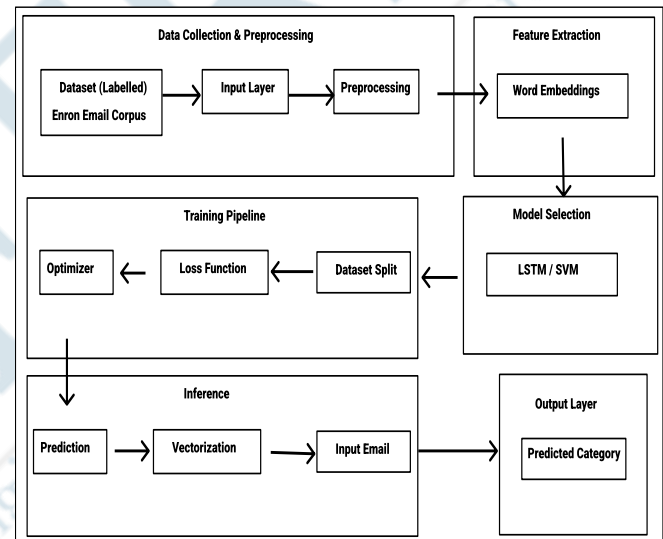 Data Collection & Preprocessing
Dataset (Labelled)
Enron Email Corpus
Input Layer
Preprocessing
Feature Extraction
Word Embeddings
Model Selection
LSTM / SVM
Training Pipeline
Dataset Split
Loss Function
Optimizer
Inference
Prediction
Vectorization
Input Email
Output Layer
Predicted Category